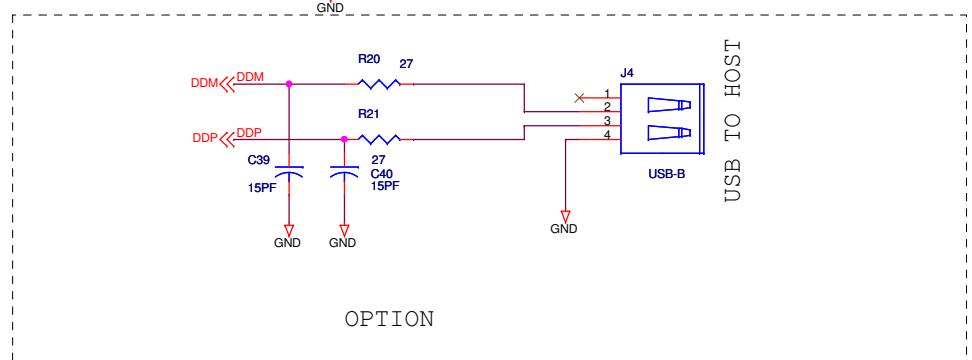 GND
R20
27
DDM DDM
J4
1
2
3
4
R21
DDP DDP
27
C39
15PF
C40
15PF
USB-B
USB TO HOST
GND
GND
GND
OPTION